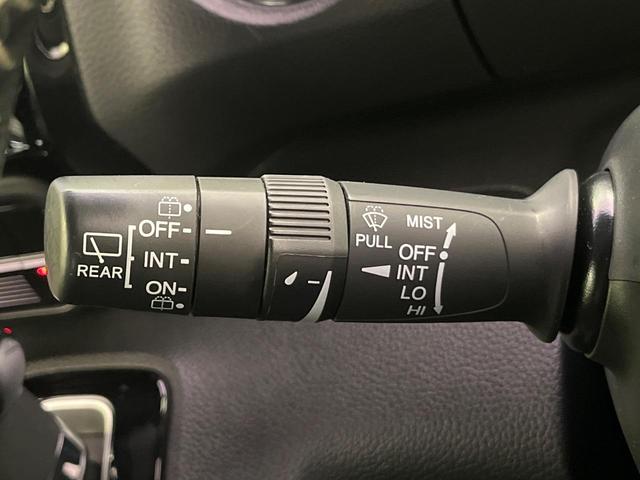 OFF
INT
ON
REAR
PULL
MIST
OFF
INT
LO
HI